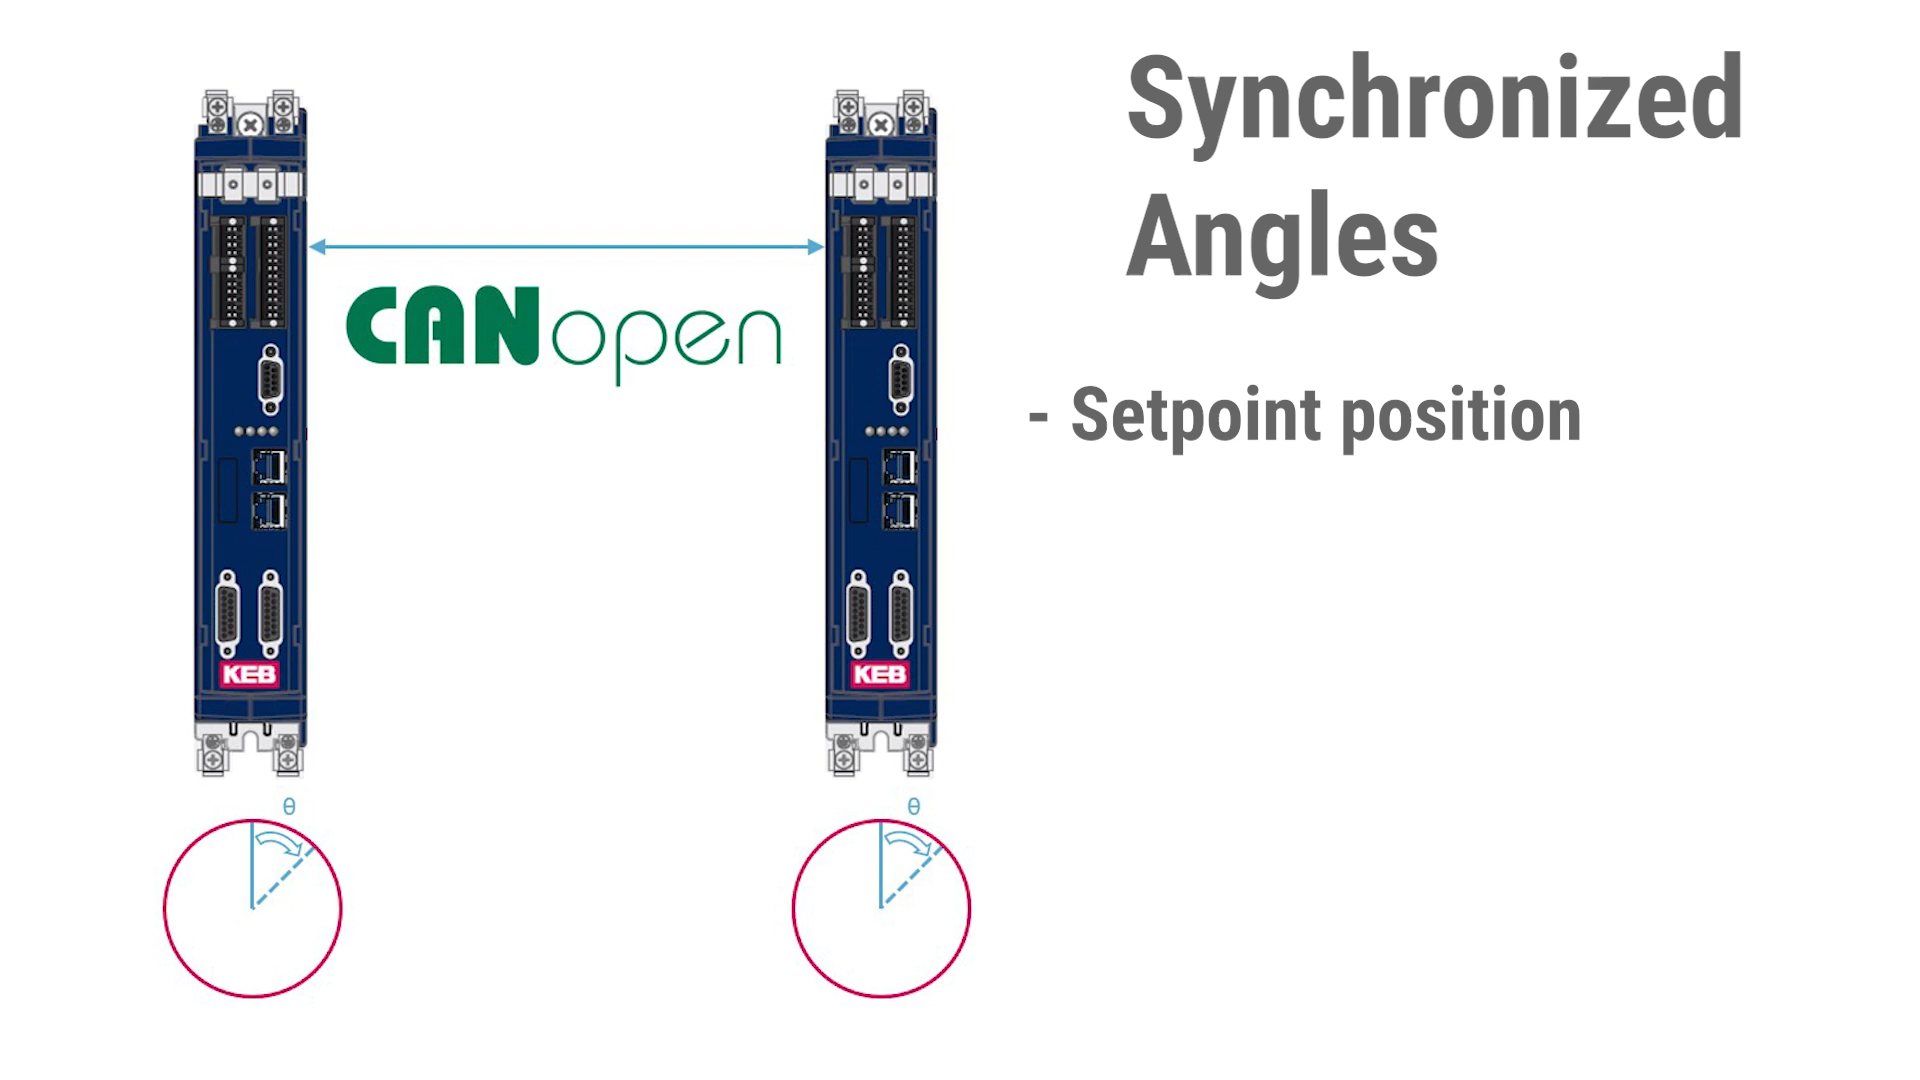 Synchronized
Angles
CANopen
- Setpoint position
KEB
KEB
θ
θ